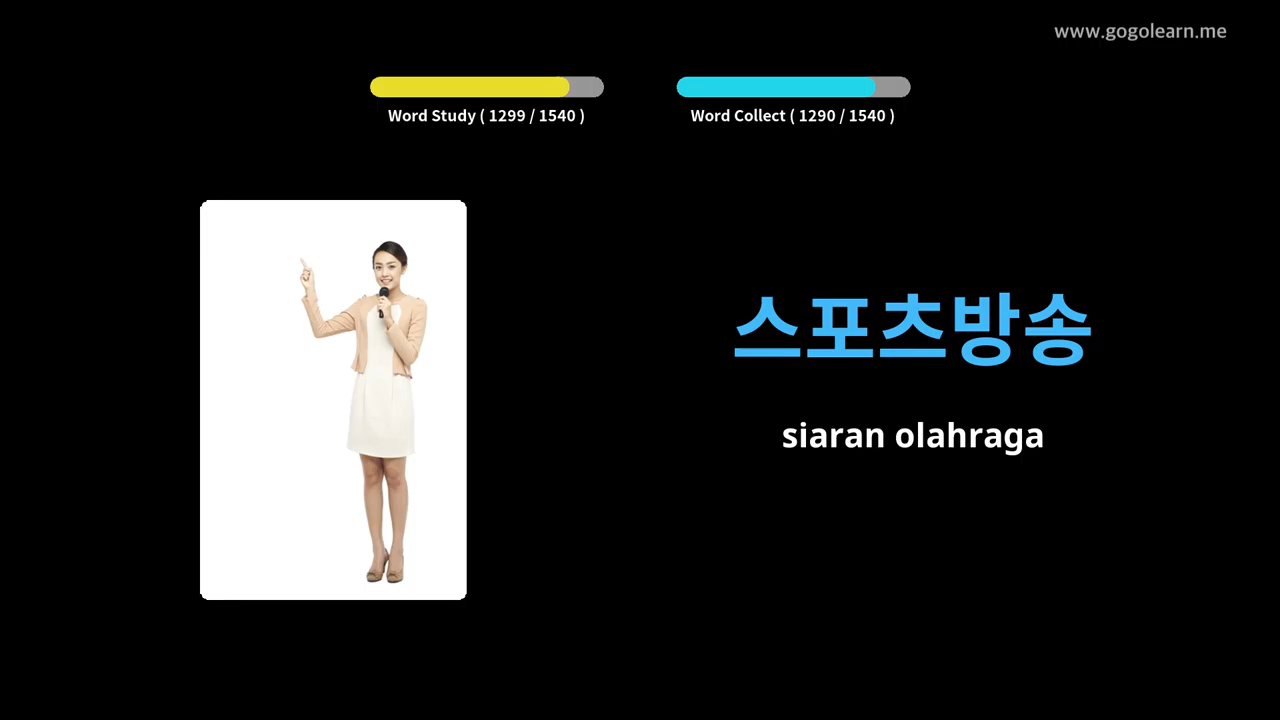 www.gogolearn.me
Word Study ( 1299 / 1540 )
Word Collect ( 1290 / 1540 )
스포츠방송
siaran olahraga